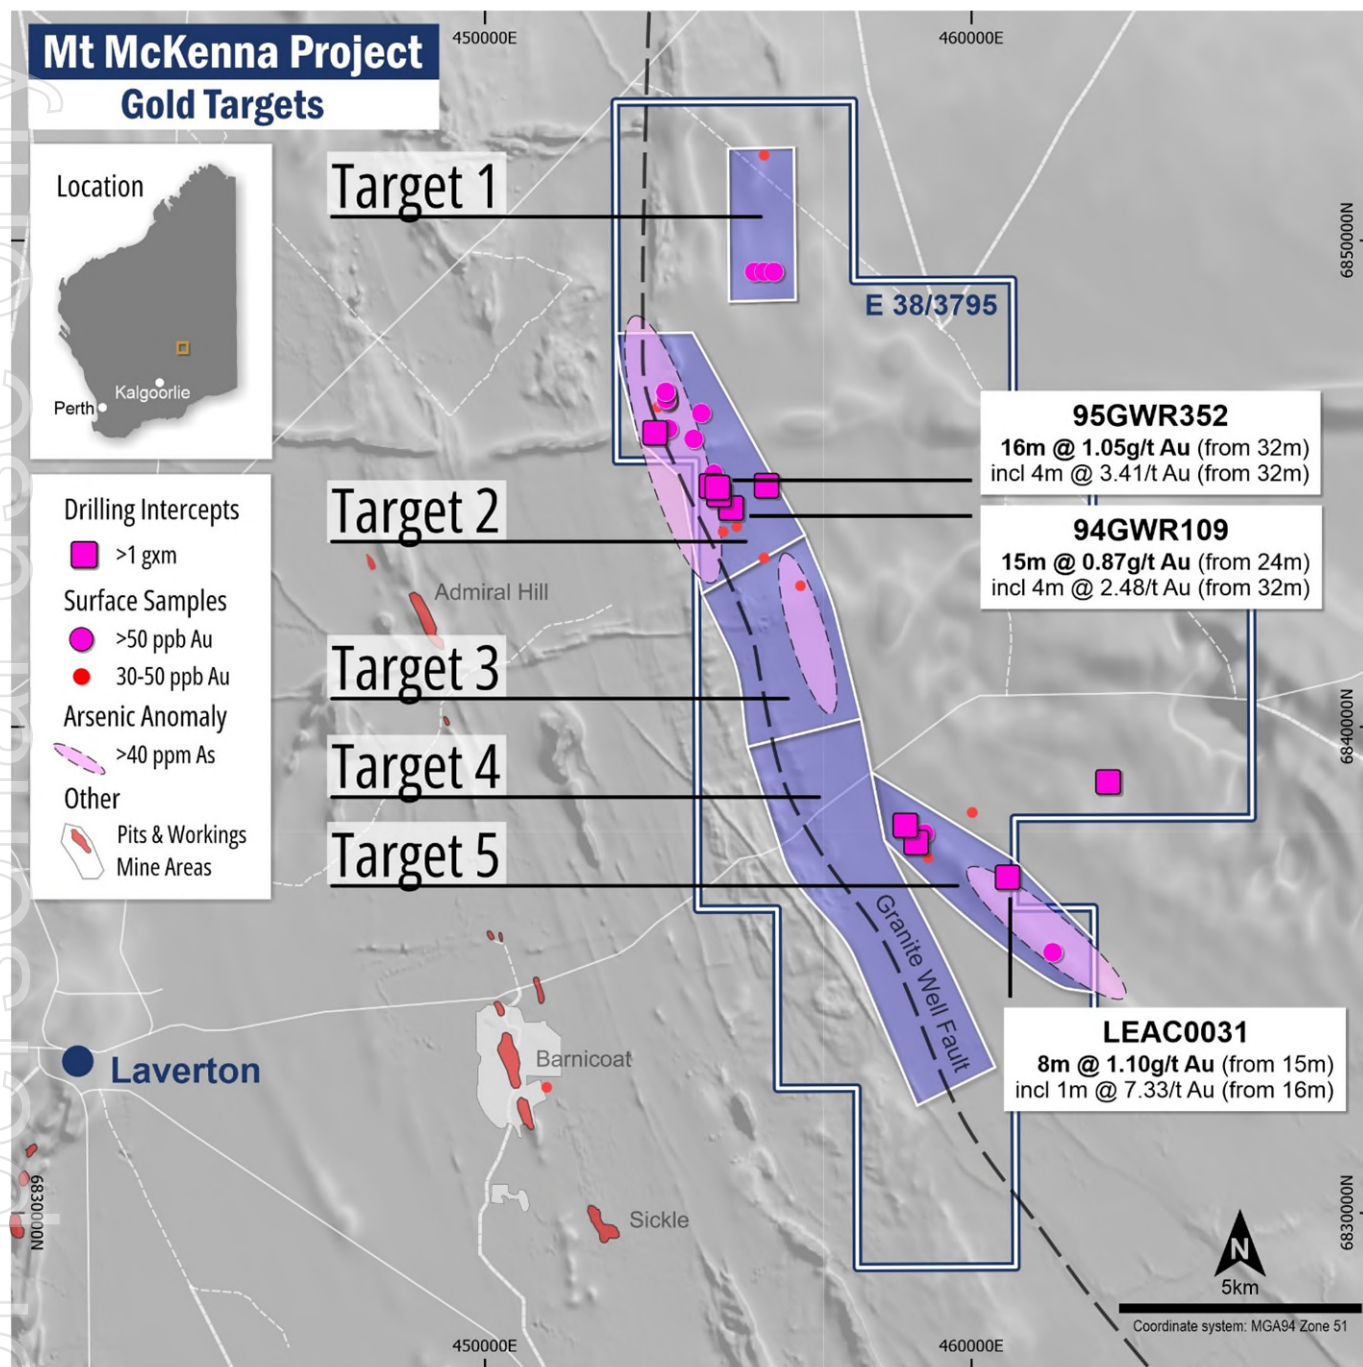 Mt McKenna Project
Gold Targets
450000E
460000E
Location
Kalgoorlie
Perth
Target 1
E 38/3795
6850000N
95GWR352
16m @ 1.05g/t Au (from 32m)
incl 4m @ 3.41/t Au (from 32m)
Drilling Intercepts
>1 gxm
Surface Samples
>50 ppb Au
30-50 ppb Au
Arsenic Anomaly
>40 ppm As
Other
Pits & Workings
Mine Areas
Target 2
94GWR109
15m @ 0.87g/t Au (from 24m)
incl 4m @ 2.48/t Au (from 32m)
Admiral Hill
Target 3
6840000N
Target 4
Target 5
Granite Well Fault
LEAC0031
8m @ 1.10g/t Au (from 15m)
incl 1m @ 7.33/t Au (from 16m)
Laverton
Barnicoat
Sickle
6830000N
6830000N
N
5km
Coordinate system: MGA94 Zone 51
450000E
460000E